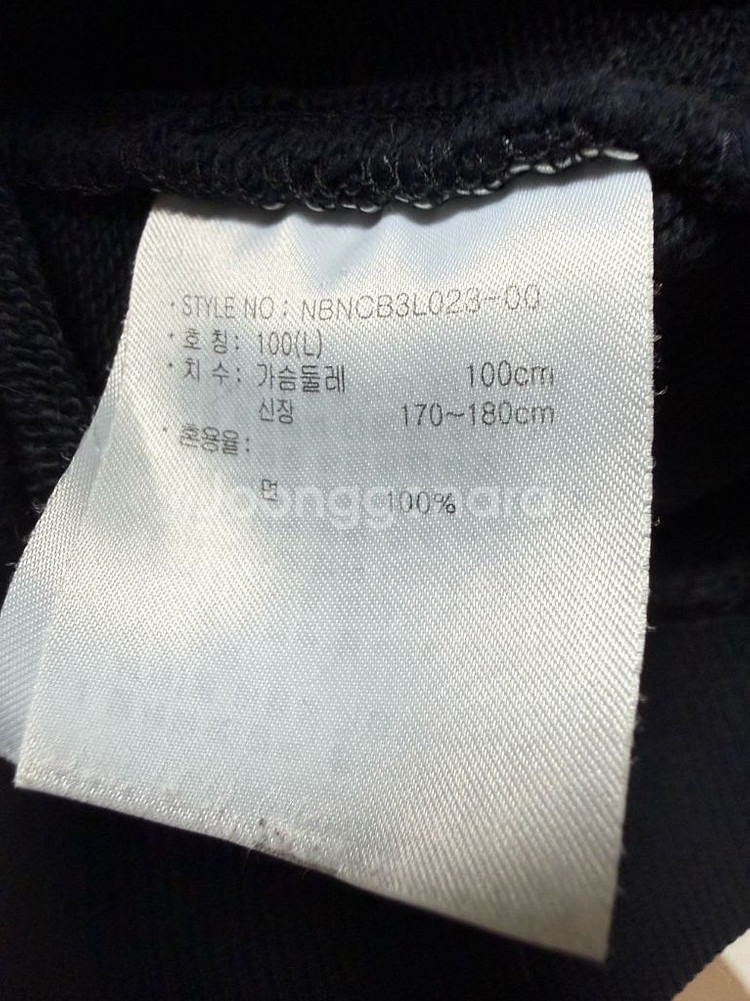 · STYLE NO : NBNCB3L023-00
· 호 칭 : 100(L)
· 치 수 : 가슴둘레 100cm
신장 170~180cm
· 혼용율 :
면 100%
joonggonara